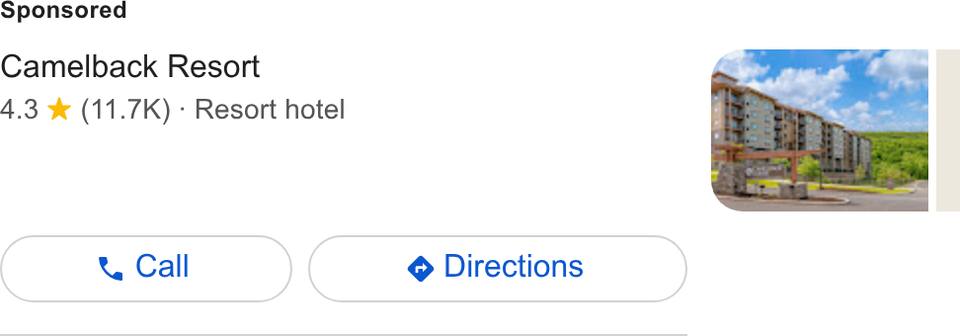 Sponsored
Camelback Resort
4.3 ★ (11.7K) · Resort hotel
Call
Directions